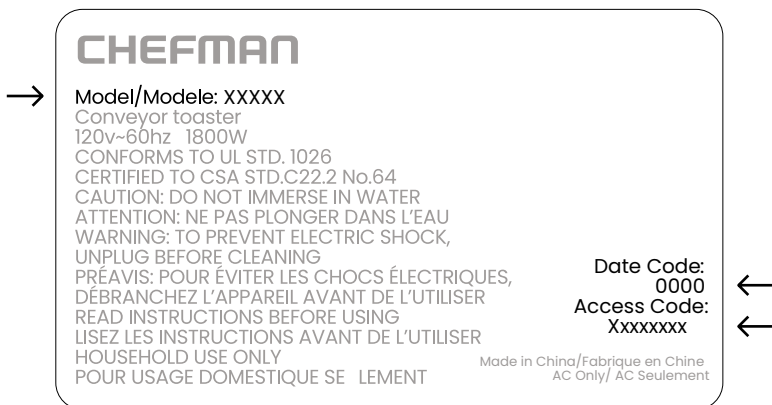 CHEFMAN
Model/Modele: XXXXX
Conveyor toaster
120v~60hz 1800W
CONFORMS TO UL STD. 1026
CERTIFIED TO CSA STD.C22.2 No.64
CAUTION: DO NOT IMMERSE IN WATER
ATTENTION: NE PAS PLONGER DANS L'EAU
WARNING: TO PREVENT ELECTRIC SHOCK,
UNPLUG BEFORE CLEANING
PRÉAVIS: POUR ÉVITER LES CHOCS ÉLECTRIQUES,
DÉBRANCHEZ L'APPAREIL AVANT DE L'UTILISER
READ INSTRUCTIONS BEFORE USING
LISEZ LES INSTRUCTIONS AVANT DE L'UTILISER
HOUSEHOLD USE ONLY
POUR USAGE DOMESTIQUE SE LEMENT
Date Code:
0000
Access Code:
Xxxxxxxx
Made in China/Fabrique en Chine
AC Only/ AC Seulement